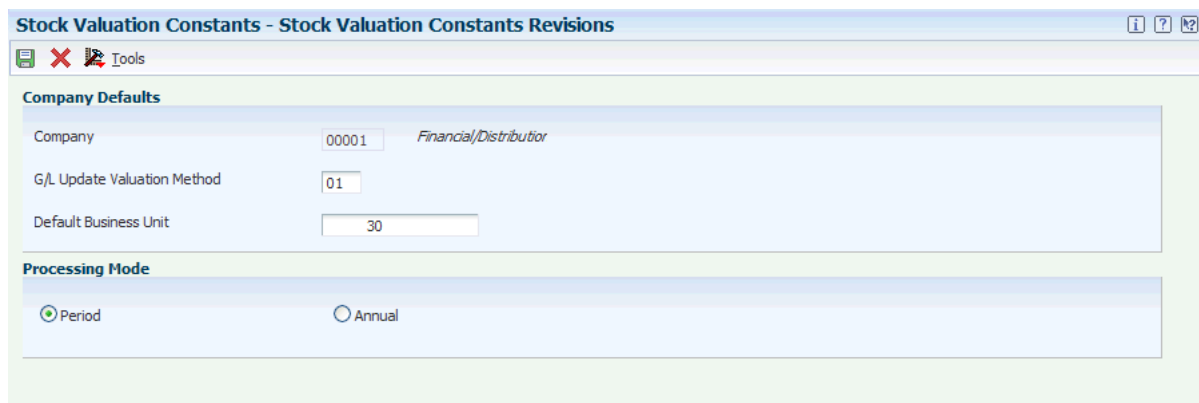 Stock Valuation Constants - Stock Valuation Constants Revisions
i ? ?
Tools
Company Defaults
Company 00001 Financial/Distributior
G/L Update Valuation Method 01
Default Business Unit 30
Processing Mode
Period Annual